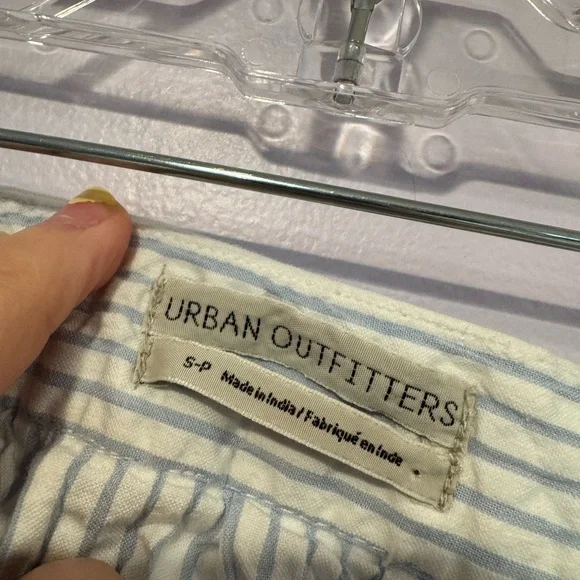 URBAN OUTFITTERS
S-P Made in India / Fabriqué en Inde